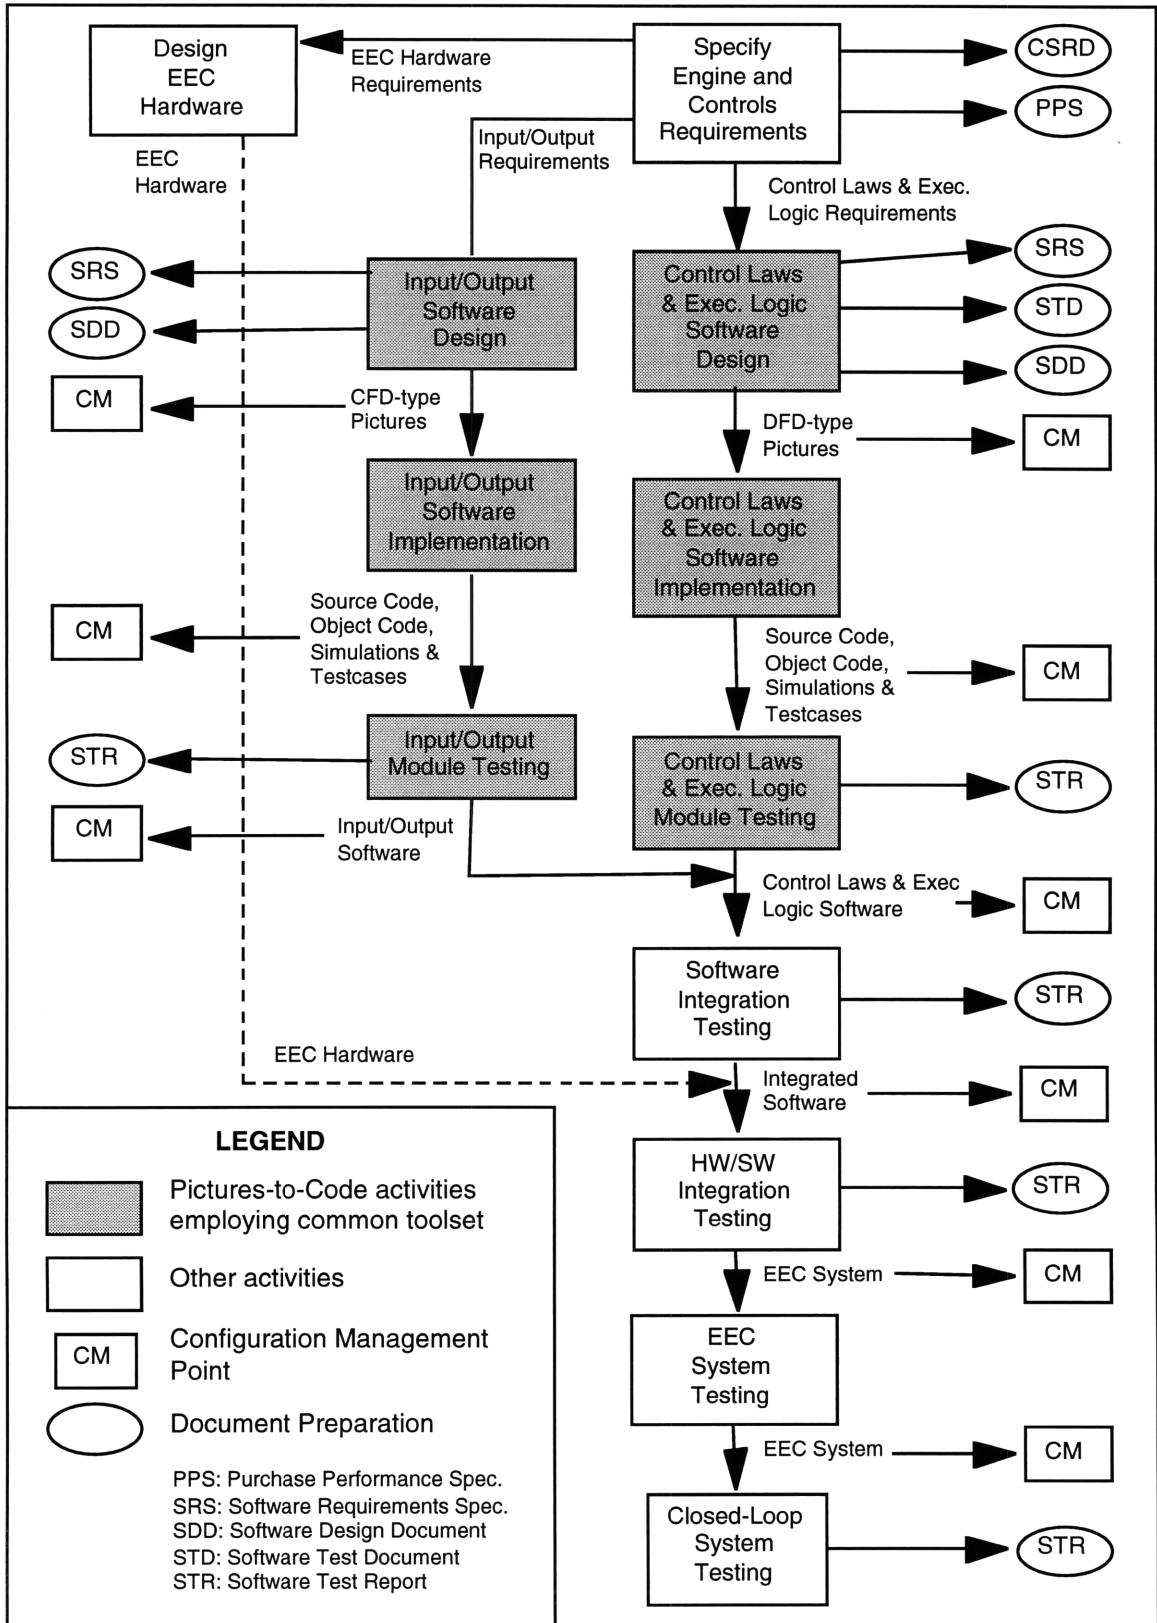 Design
EEC
Hardware
EEC Hardware
Requirements
Specify
Engine and
Controls
Requirements
CSRD
PPS
Input/Output
Requirements
EEC
Hardware
Control Laws & Exec.
Logic Requirements
SRS
SDD
Input/Output
Software
Design
Control Laws
& Exec. Logic
Software
Design
SRS
STD
SDD
CM
CFD-type
Pictures
DFD-type
Pictures
CM
Input/Output
Software
Implementation
Control Laws
& Exec. Logic
Software
Implementation
CM
Source Code,
Object Code,
Simulations &
Testcases
Source Code,
Object Code,
Simulations &
Testcases
CM
STR
Input/Output
Module Testing
Control Laws
& Exec. Logic
Module Testing
STR
CM
Input/Output
Software
Control Laws & Exec
Logic Software
CM
Software
Integration
Testing
STR
EEC Hardware
Integrated
Software
CM
HW/SW
Integration
Testing
STR
EEC System
CM
EEC
System
Testing
EEC System
CM
Closed-Loop
System
Testing
STR
LEGEND
Pictures-to-Code activities
employing common toolset
Other activities
CM
Configuration Management
Point
Document Preparation
PPS: Purchase Performance Spec.
SRS: Software Requirements Spec.
SDD: Software Design Document
STD: Software Test Document
STR: Software Test Report